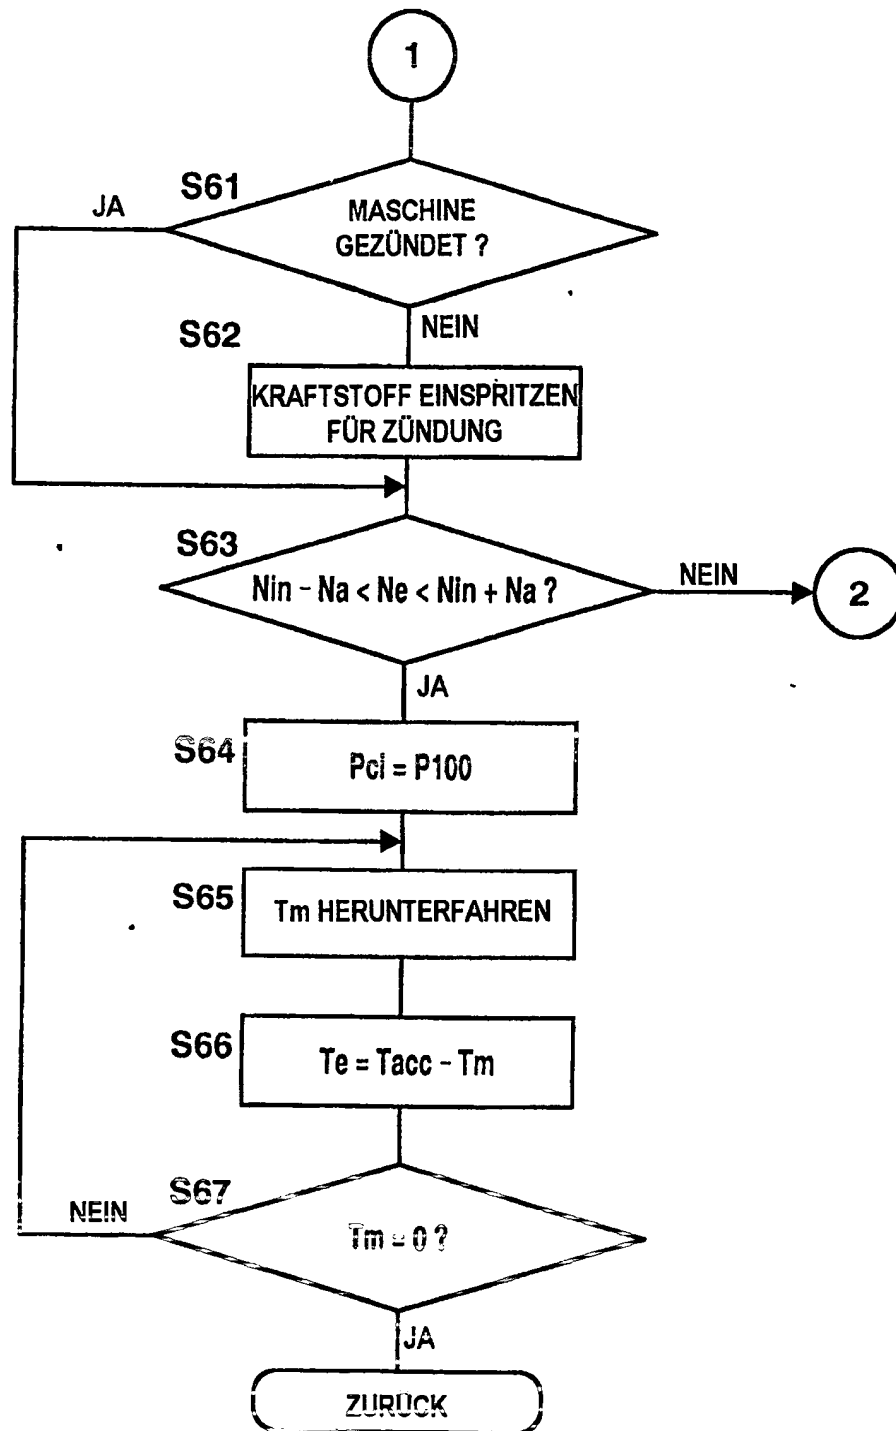 1
S61
JA
MASCHINE
GEZÜNDET ?
NEIN
S62
KRAFTSTOFF EINSPRITZEN
FÜR ZÜNDUNG
S63
Nin - Na < Ne < Nin + Na ?
NEIN
2
JA
S64
Pcl = P100
S65
Tm HERUNTERFAHREN
S66
Te = Tacc - Tm
S67
NEIN
Tm = 0 ?
JA
ZURÜCK